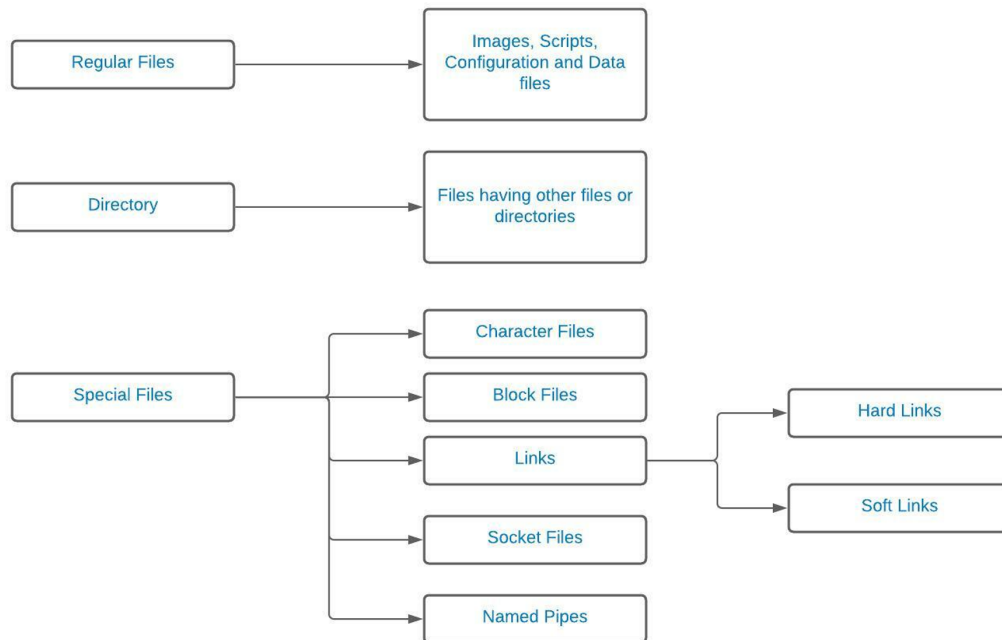 Regular Files
Images, Scripts,
Configuration and Data
files
Directory
Files having other files or
directories
Special Files
Character Files
Block Files
Links
Hard Links
Soft Links
Socket Files
Named Pipes